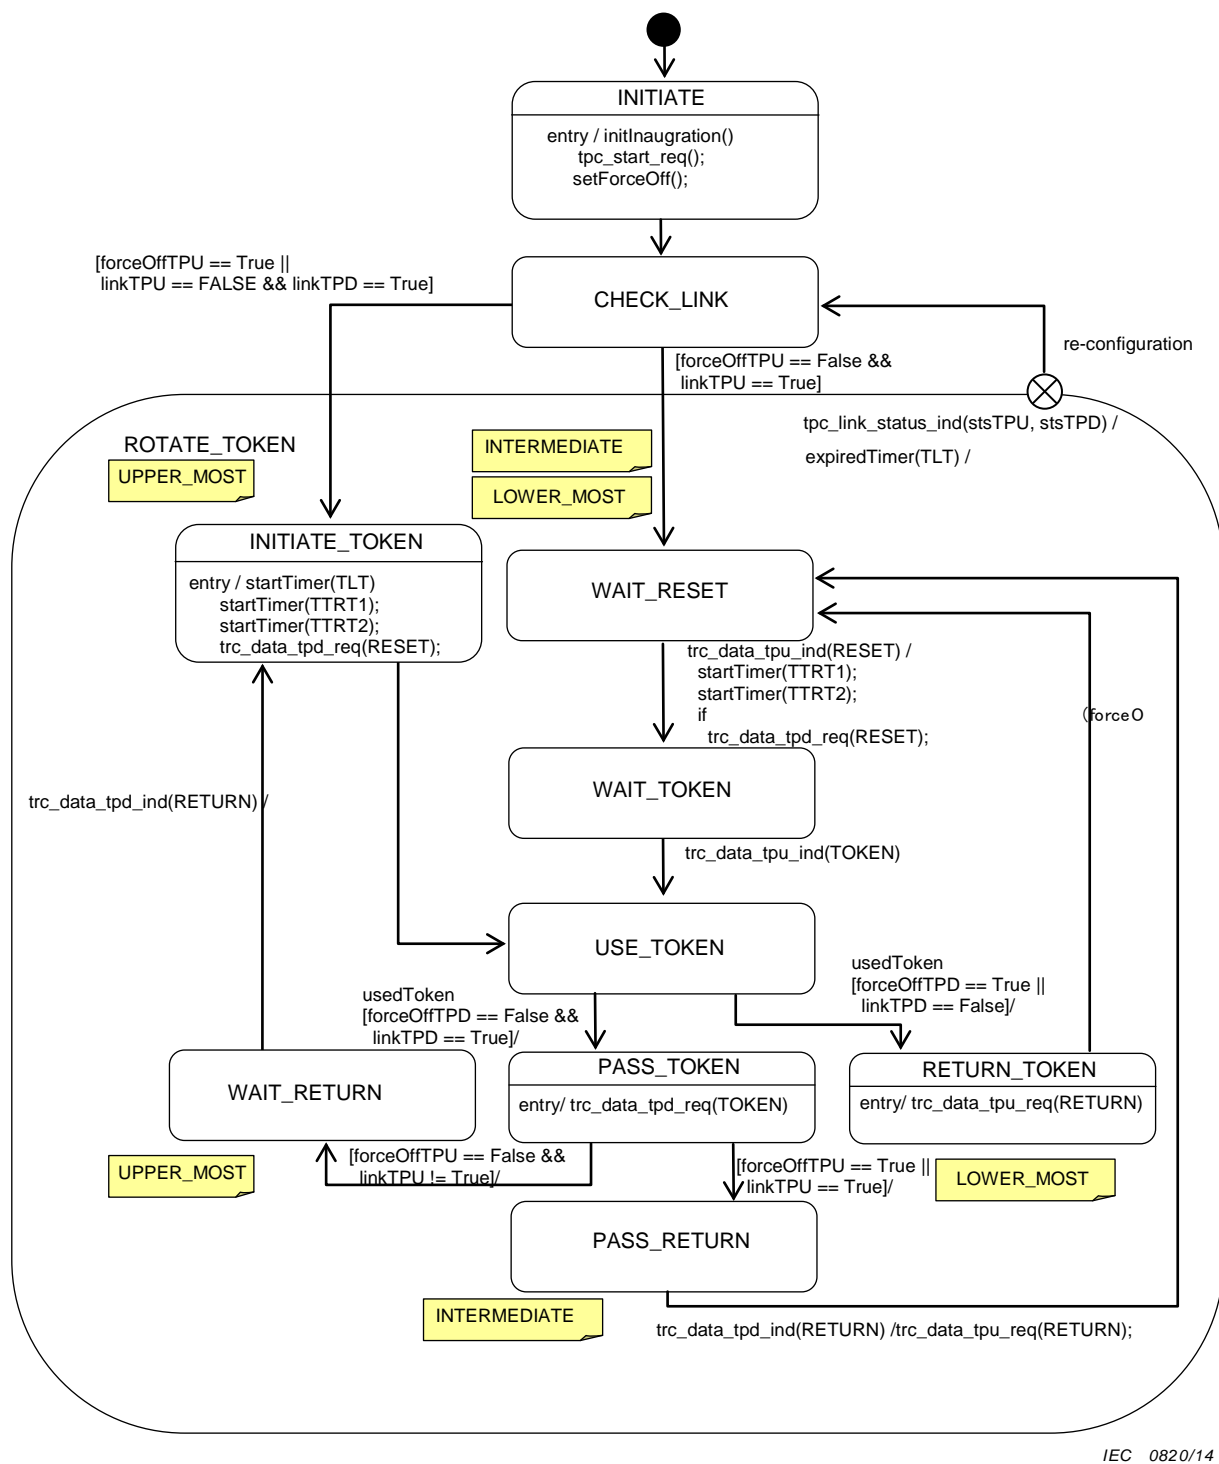 INITIATE
entry / initInaugration()
tpc_start_req();
setForceOff();
[forceOffTPU == True ||
linkTPU == FALSE && linkTPD == True]
CHECK_LINK
re-configuration
[forceOffTPU == False &&
linkTPU == True]
tpc_link_status_ind(stsTPU, stsTPD) /
expiredTimer(TLT) /
ROTATE_TOKEN
UPPER_MOST
INTERMEDIATE
LOWER_MOST
INITIATE_TOKEN
entry / startTimer(TLT)
startTimer(TTRT1);
startTimer(TTRT2);
trc_data_tpd_req(RESET);
WAIT_RESET
trc_data_tpu_ind(RESET) /
startTimer(TTRT1);
startTimer(TTRT2);
if
trc_data_tpd_req(RESET);
(forceO
WAIT_TOKEN
trc_data_tpd_ind(RETURN) /
trc_data_tpu_ind(TOKEN)
USE_TOKEN
usedToken
[forceOffTPD == True ||
linkTPD == False]/
usedToken
[forceOffTPD == False &&
linkTPD == True]/
WAIT_RETURN
PASS_TOKEN
entry/ trc_data_tpd_req(TOKEN)
RETURN_TOKEN
entry/ trc_data_tpu_req(RETURN)
UPPER_MOST
[forceOffTPU == False &&
linkTPU != True]/
[forceOffTPU == True ||
linkTPU == True]/
LOWER_MOST
PASS_RETURN
INTERMEDIATE
trc_data_tpd_ind(RETURN) /trc_data_tpu_req(RETURN);
IEC 0820/14